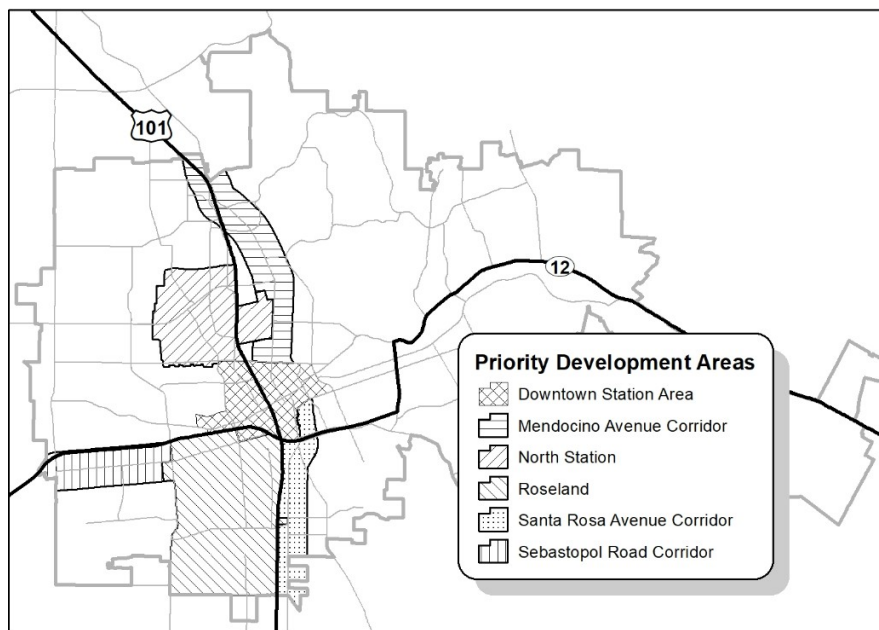 101
12
Priority Development Areas
Downtown Station Area
Mendocino Avenue Corridor
North Station
Roseland
Santa Rosa Avenue Corridor
Sebastopol Road Corridor